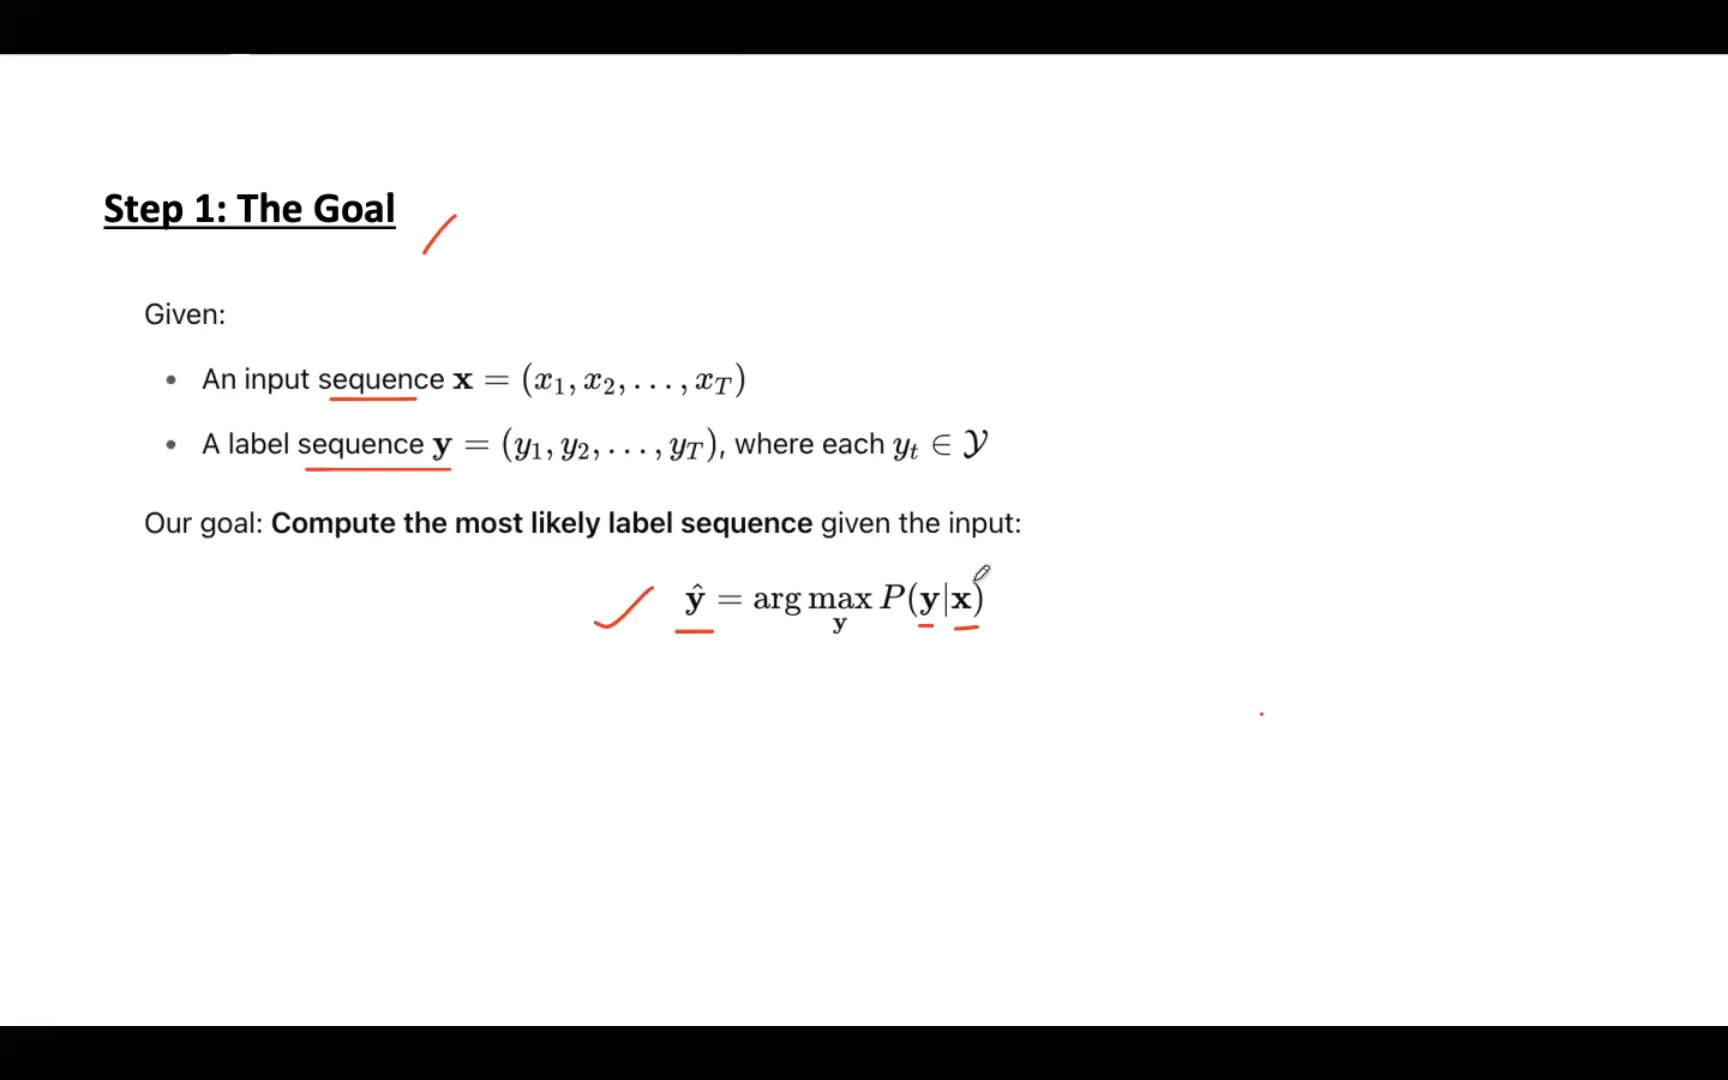 Step 1: The Goal
Given:
• An input sequence x = (x₁, x₂, . . . , x_T)
• A label sequence y = (y₁, y₂, . . . , y_T), where each y_t ∈ 𝒴
Our goal: Compute the most likely label sequence given the input:
ŷ = arg max_y P(y|x)